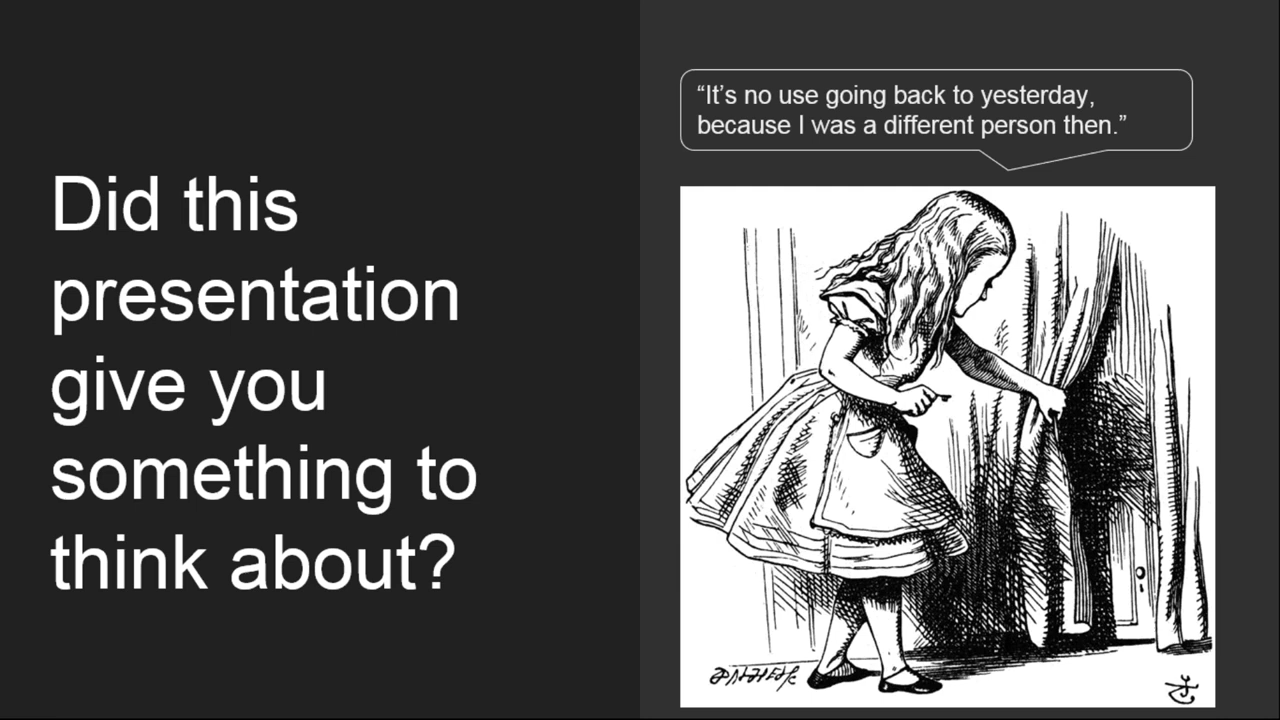 Did this
presentation
give you
something to
think about?
“It’s no use going back to yesterday,
because I was a different person then.”